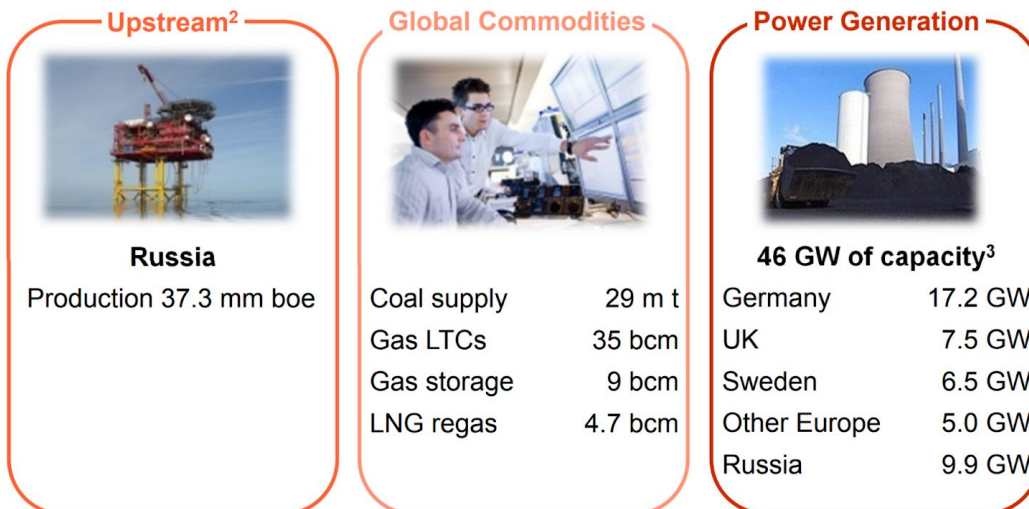 Upstream²
Russia
Production 37.3 mm boe
Global Commodities
Coal supply 29 m t
Gas LTCs 35 bcm
Gas storage 9 bcm
LNG regas 4.7 bcm
Power Generation
46 GW of capacity³
Germany 17.2 GW
UK 7.5 GW
Sweden 6.5 GW
Other Europe 5.0 GW
Russia 9.9 GW